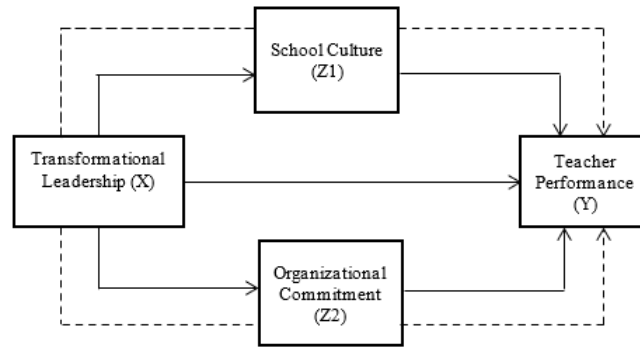 School Culture
(Z1)
Transformational
Leadership (X)
Teacher
Performance
(Y)
Organizational
Commitment
(Z2)